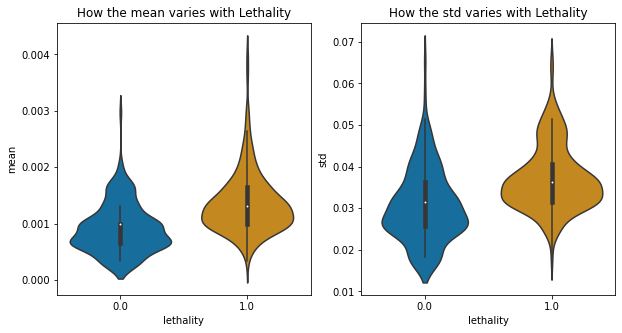 How the mean varies with Lethality
mean
0.004
0.003
0.002
0.001
0.000
0.0
1.0
lethality
How the std varies with Lethality
std
0.07
0.06
0.05
0.04
0.03
0.02
0.01
0.0
1.0
lethality